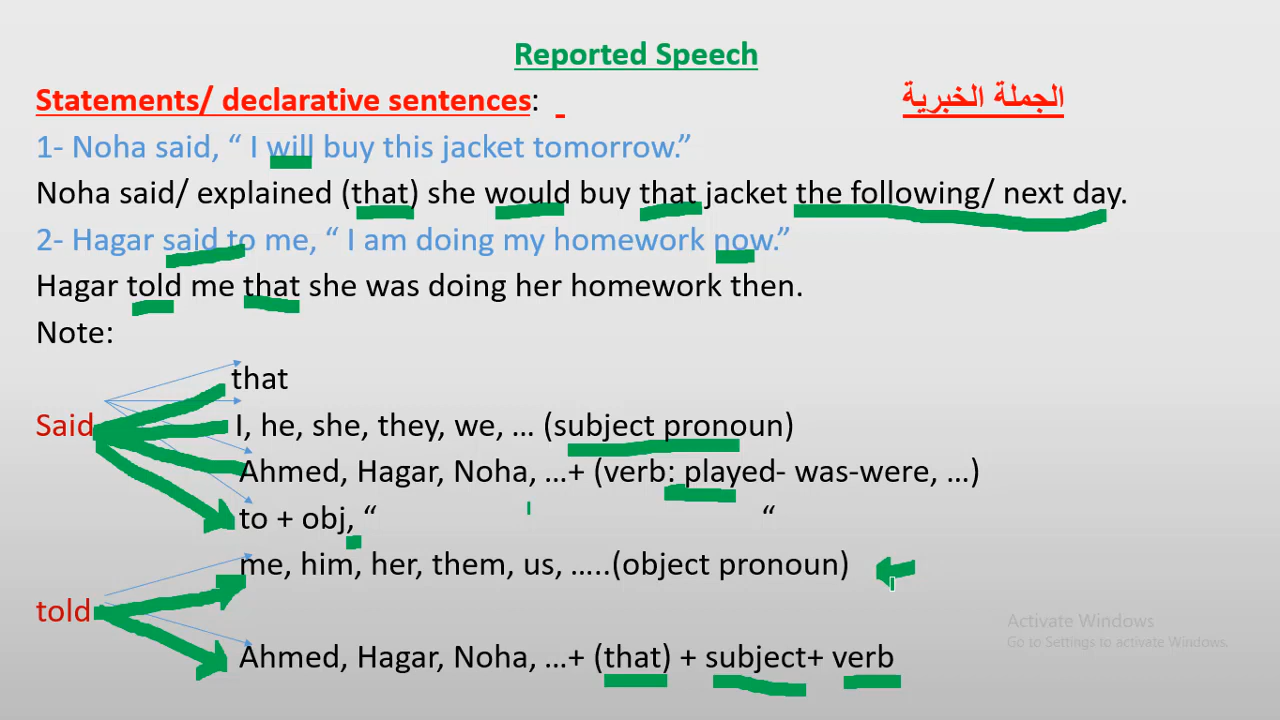 Reported Speech
Statements/ declarative sentences:
الجملة الخبرية
1- Noha said, “ I will buy this jacket tomorrow.”
Noha said/ explained (that) she would buy that jacket the following/ next day.
2- Hagar said to me, “ I am doing my homework now.”
Hagar told me that she was doing her homework then.
Note:
that
Said I, he, she, they, we, … (subject pronoun)
Ahmed, Hagar, Noha, …+ (verb: played- was-were, …)
to + obj, “ “
me, him, her, them, us, …..(object pronoun)
told
Ahmed, Hagar, Noha, …+ (that) + subject+ verb
Activate Windows
Go to Settings to activate Windows.